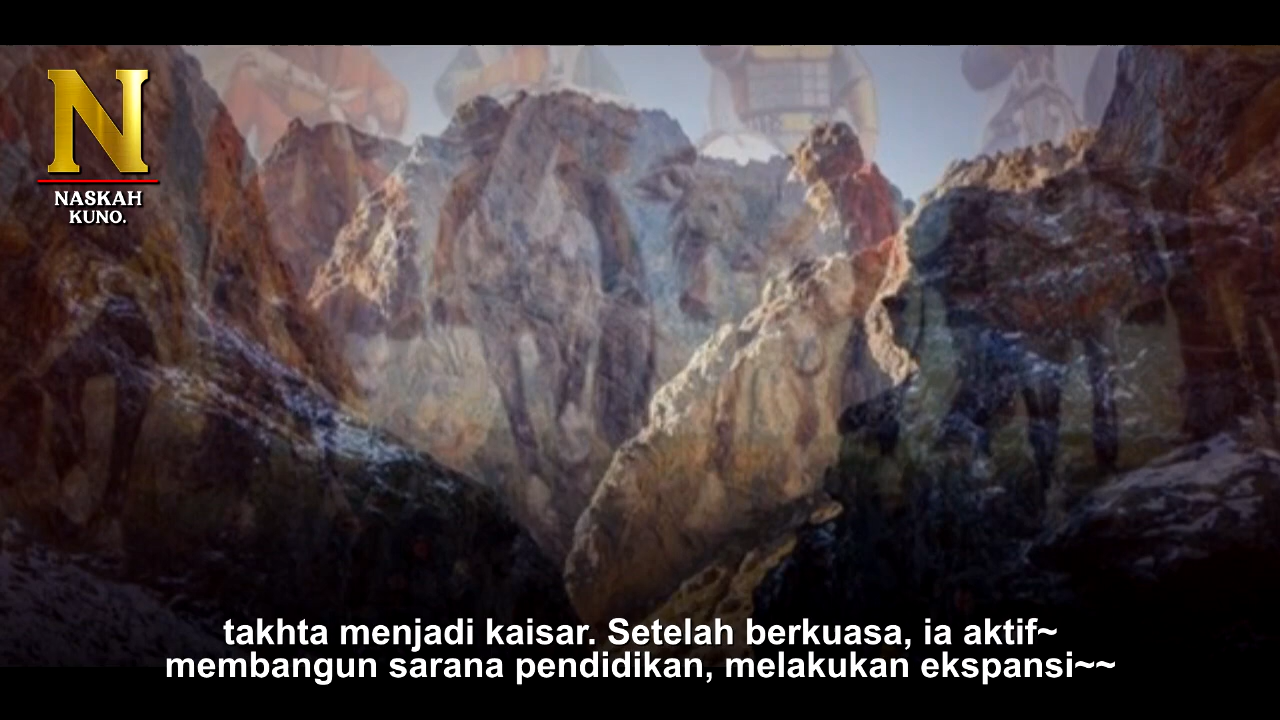 N
NASKAH
KUNO.
takhta menjadi kaisar. Setelah berkuasa, ia aktif~
membangun sarana pendidikan, melakukan ekspansi~~